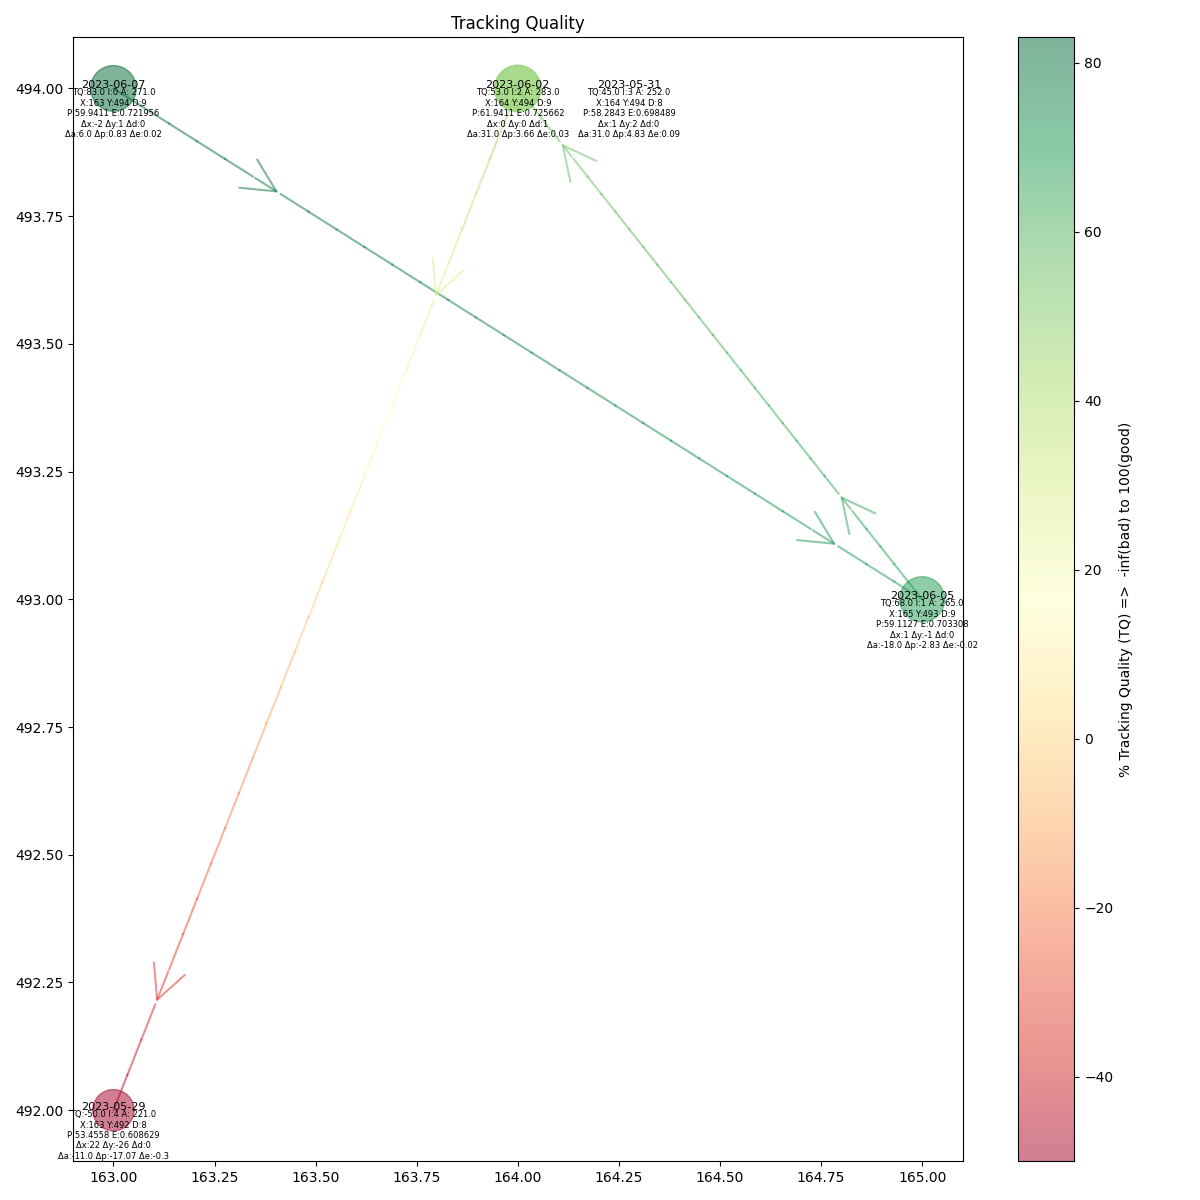 Tracking Quality
2023-06-07
TQ:83.0 I:0 A: 271.0
X:163 Y:494 D:9
P:59.9411 E:0.721956
Δx:-2 Δy:1 Δd:0
Δa:6.0 Δp:0.83 Δe:0.02
2023-06-02
TQ:53.0 I:2 A: 283.0
X:164 Y:494 D:9
P:61.9411 E:0.725662
Δx:0 Δy:0 Δd:1
Δa:31.0 Δp:3.66 Δe:0.03
2023-05-31
TQ:45.0 I:3 A: 252.0
X:164 Y:494 D:8
P:58.2843 E:0.698489
Δx:1 Δy:2 Δd:0
Δa:31.0 Δp:4.83 Δe:0.09
2023-06-05
TQ:68.0 I:1 A: 265.0
X:165 Y:493 D:9
P:59.1127 E:0.703308
Δx:1 Δy:-1 Δd:0
Δa:-18.0 Δp:-2.83 Δe:-0.02
2023-05-29
TQ:-50.0 I:4 A: 221.0
X:163 Y:492 D:8
P:53.4558 E:0.608629
Δx:22 Δy:-26 Δd:0
Δa:-11.0 Δp:-17.07 Δe:-0.3
494.00
493.75
493.50
493.25
493.00
492.75
492.50
492.25
492.00
163.00 163.25 163.50 163.75 164.00 164.25 164.50 164.75 165.00
80
60
40
20
0
−20
−40
% Tracking Quality (TQ) => -inf(bad) to 100(good)